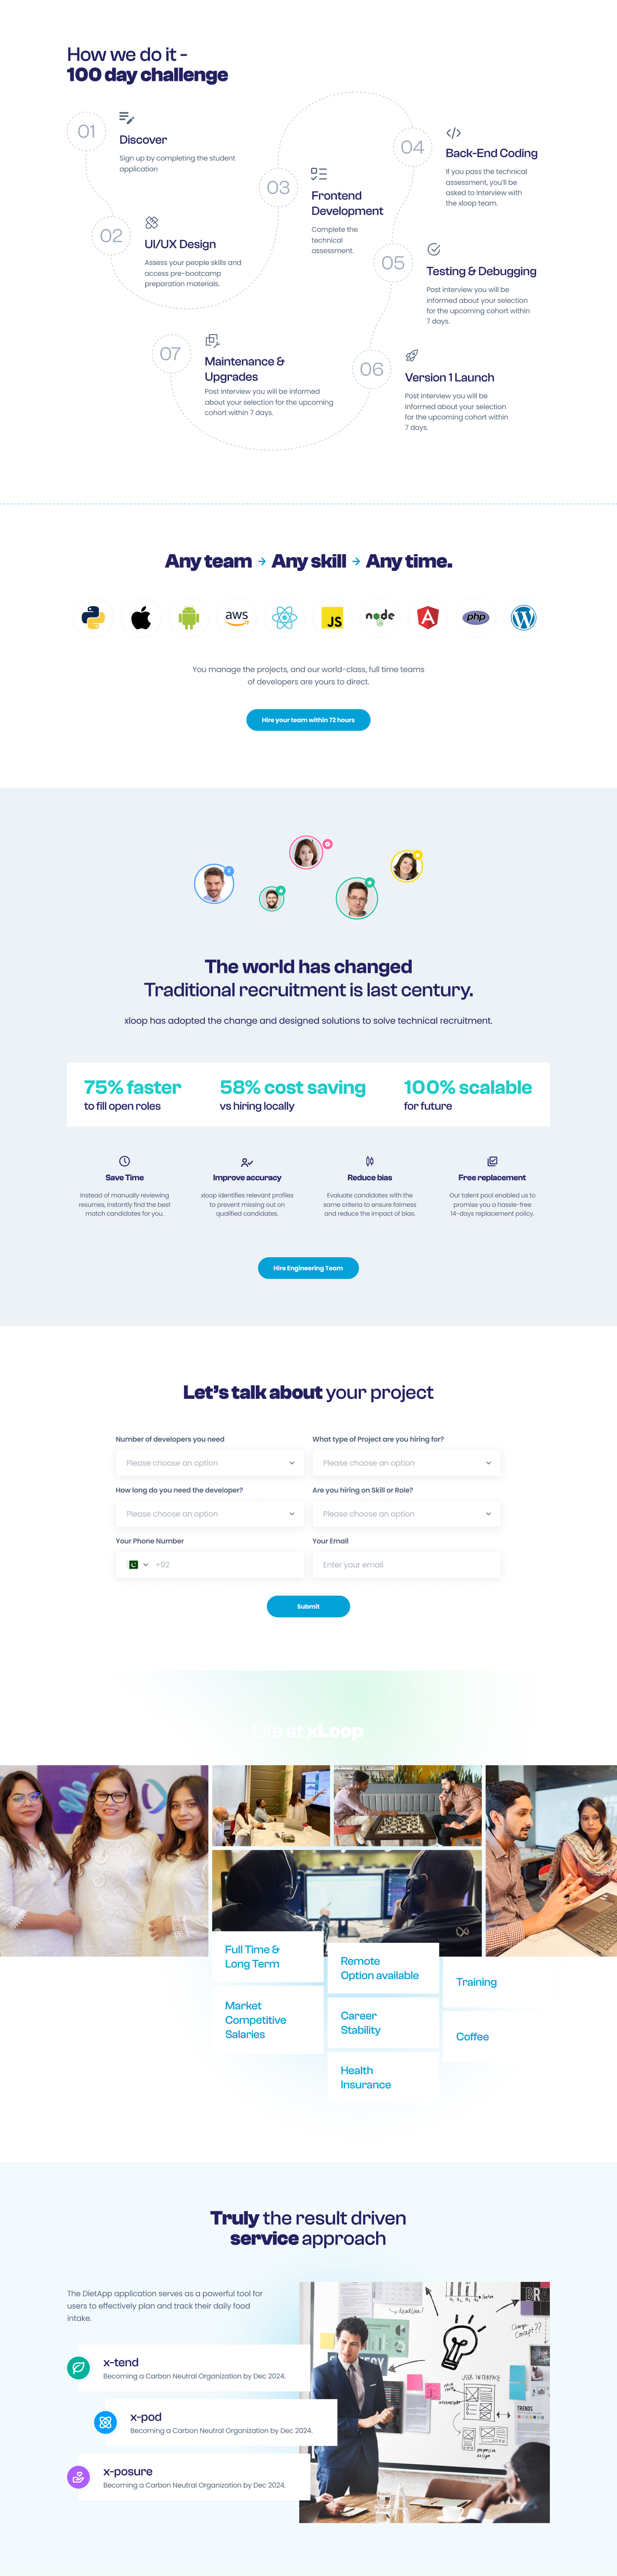 How we do it -
100 day challenge
01
Discover
Sign up by completing the student
application
02
UI/UX Design
Assess your people skills and
access pre-bootcamp
preparation materials.
03
Frontend
Development
Complete the
technical
assessment.
04
Back-End Coding
If you pass the technical
assessment, you'll be
asked to Interview with
the xloop team.
05
Testing & Debugging
Post interview you will be
informed about your selection
for the upcoming cohort within
7 days.
06
Version 1 Launch
Post interview you will be
informed about your selection
for the upcoming cohort within
7 days.
07
Maintenance &
Upgrades
Post interview you will be informed
about your selection for the upcoming
cohort within 7 days.
Any team → Any skill → Any time.
aws
JS
node
php
You manage the projects, and our world-class, full time teams
of developers are yours to direct.
Hire your team within 72 hours
The world has changed
Traditional recruitment is last century.
xloop has adopted the change and designed solutions to solve technical recruitment.
75% faster
to fill open roles
58% cost saving
vs hiring locally
100% scalable
for future
Save Time
Instead of manually reviewing
resumes, instantly find the best
match candidates for you.
Improve accuracy
xloop identifies relevant profiles
to prevent missing out on
qualified candidates.
Reduce bias
Evaluate candidates with the
same criteria to ensure fairness
and reduce the impact of bias.
Free replacement
Our talent pool enabled us to
promise you a hassle-free
14-days replacement policy.
Hire Engineering Team
Let's talk about your project
Number of developers you need
Please choose an option
What type of Project are you hiring for?
Please choose an option
How long do you need the developer?
Please choose an option
Are you hiring on Skill or Role?
Please choose an option
Your Phone Number
+92
Your Email
Enter your email
Submit
Life at xLoop
Full Time &
Long Term
Market
Competitive
Salaries
Remote
Option available
Career
Stability
Health
Insurance
Training
Coffee
Truly the result driven
service approach
The DietApp application serves as a powerful tool for
users to effectively plan and track their daily food
intake.
x-tend
Becoming a Carbon Neutral Organization by Dec 2024.
x-pod
Becoming a Carbon Neutral Organization by Dec 2024.
x-posure
Becoming a Carbon Neutral Organization by Dec 2024.
deadline!
BR
Change
concept??
USER INTERFACE
TRENDS